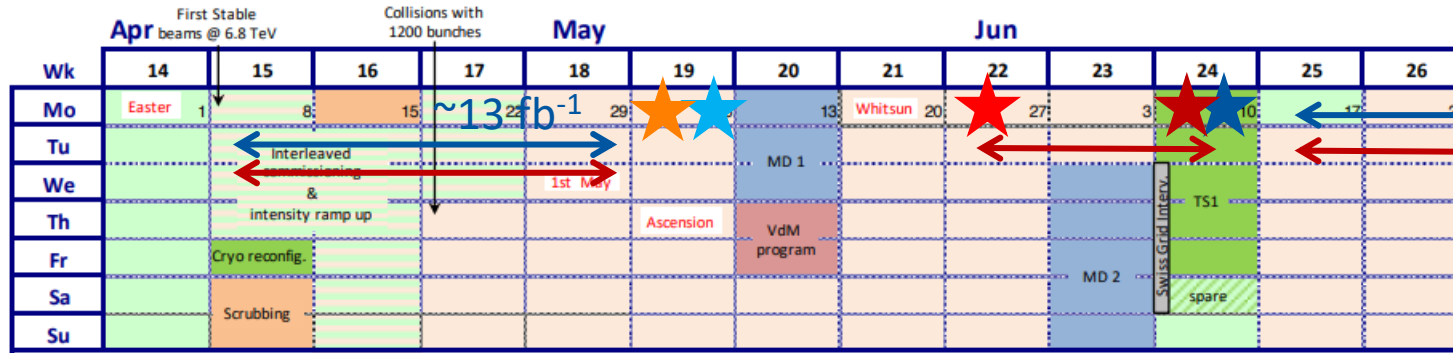 First Stable
beams @ 6.8 TeV
Collisions with
1200 bunches
Apr May Jun
Wk 14 15 16 17 18 19 20 21 22 23 24 25 26
Mo Easter 1 8 15 22 29 13 Whitsun 20 27 3 10 17
~13 fb-1
Tu
Interleaved
commissioning
&
intensity ramp up
MD 1
We 1st May
TS1
Th Ascension
VdM
program
Fr Cryo reconfig.
MD 2
Swiss Grid Interv.
Sa
Scrubbing
spare
Su